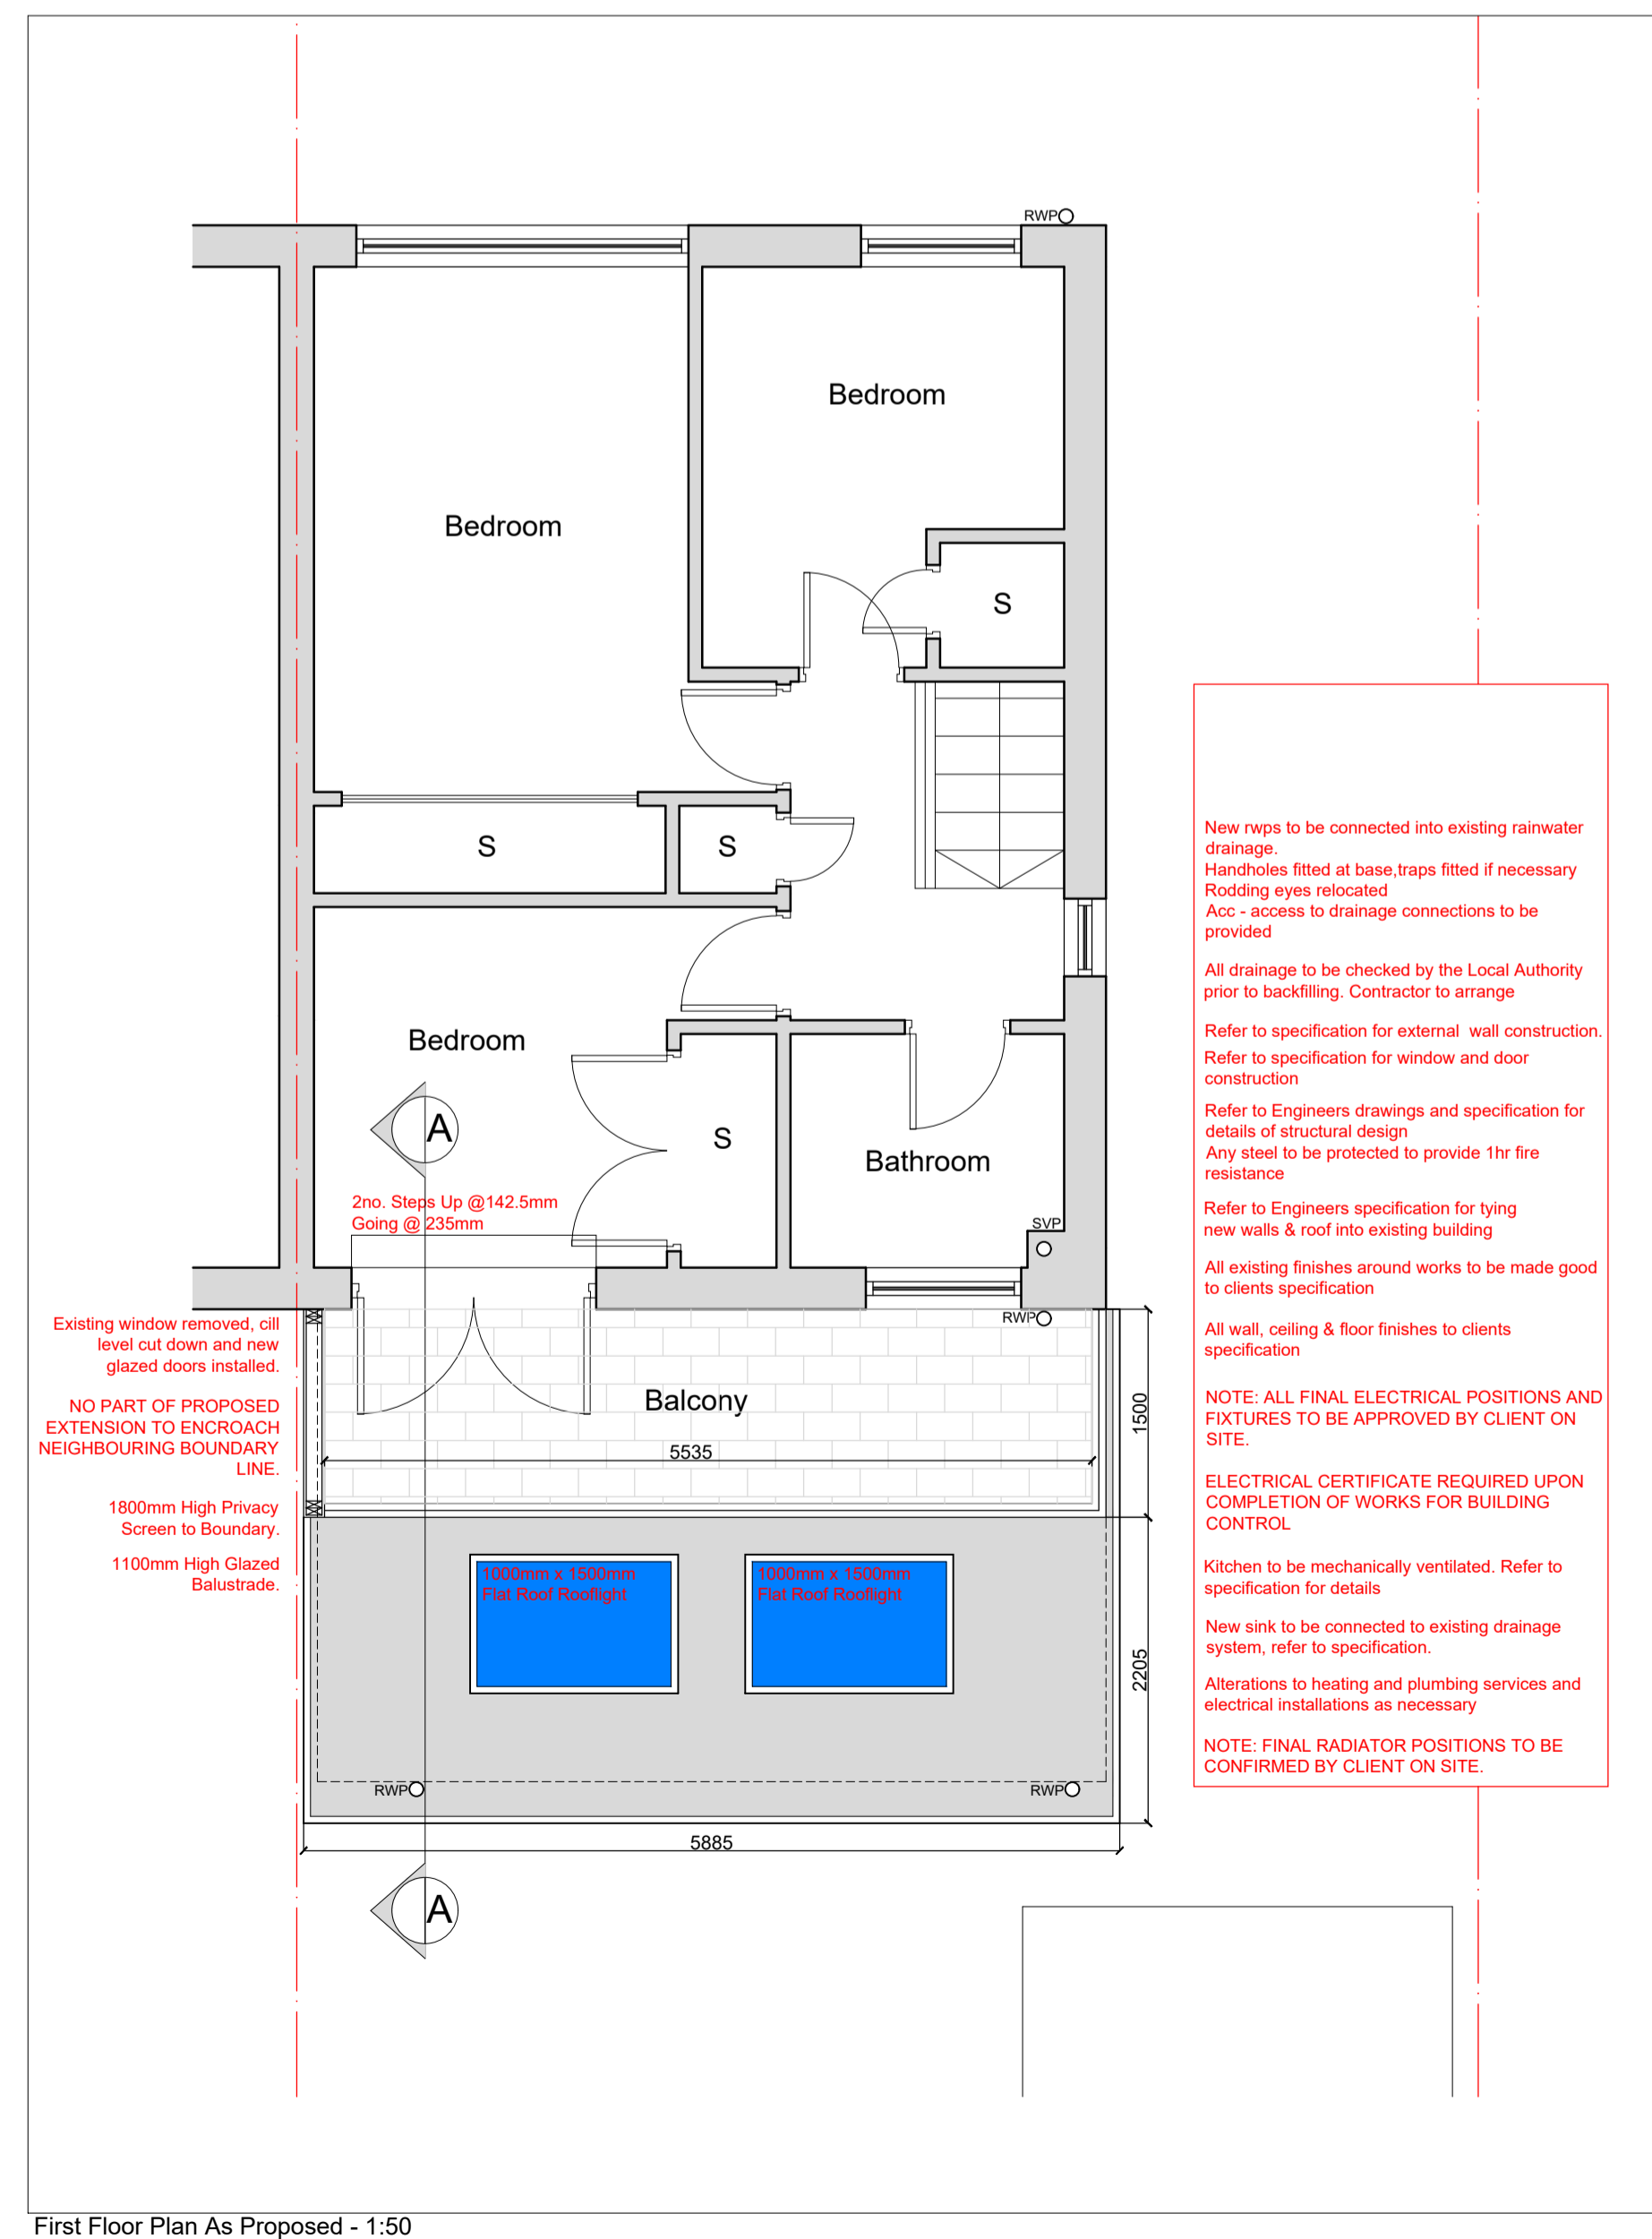 RWP
Bedroom
Bedroom
S
S
S
Bedroom
A
S
Bathroom
2no. Steps Up @142.5mm
Going @ 235mm
SVP
RWP
Existing window removed, cill
level cut down and new
glazed doors installed.
NO PART OF PROPOSED
EXTENSION TO ENCROACH
NEIGHBOURING BOUNDARY
LINE.
1800mm High Privacy
Screen to Boundary.
1100mm High Glazed
Balustrade.
Balcony
5535
1500
1000mm x 1500mm
Flat Roof Rooflight
1000mm x 1500mm
Flat Roof Rooflight
2205
RWP
RWP
5885
A
New rwps to be connected into existing rainwater
drainage.
Handholes fitted at base,traps fitted if necessary
Rodding eyes relocated
Acc - access to drainage connections to be
provided
All drainage to be checked by the Local Authority
prior to backfilling. Contractor to arrange
Refer to specification for external wall construction.
Refer to specification for window and door
construction
Refer to Engineers drawings and specification for
details of structural design
Any steel to be protected to provide 1hr fire
resistance
Refer to Engineers specification for tying
new walls & roof into existing building
All existing finishes around works to be made good
to clients specification
All wall, ceiling & floor finishes to clients
specification
NOTE: ALL FINAL ELECTRICAL POSITIONS AND
FIXTURES TO BE APPROVED BY CLIENT ON
SITE.
ELECTRICAL CERTIFICATE REQUIRED UPON
COMPLETION OF WORKS FOR BUILDING
CONTROL
Kitchen to be mechanically ventilated. Refer to
specification for details
New sink to be connected to existing drainage
system, refer to specification.
Alterations to heating and plumbing services and
electrical installations as necessary
NOTE: FINAL RADIATOR POSITIONS TO BE
CONFIRMED BY CLIENT ON SITE.
First Floor Plan As Proposed - 1:50